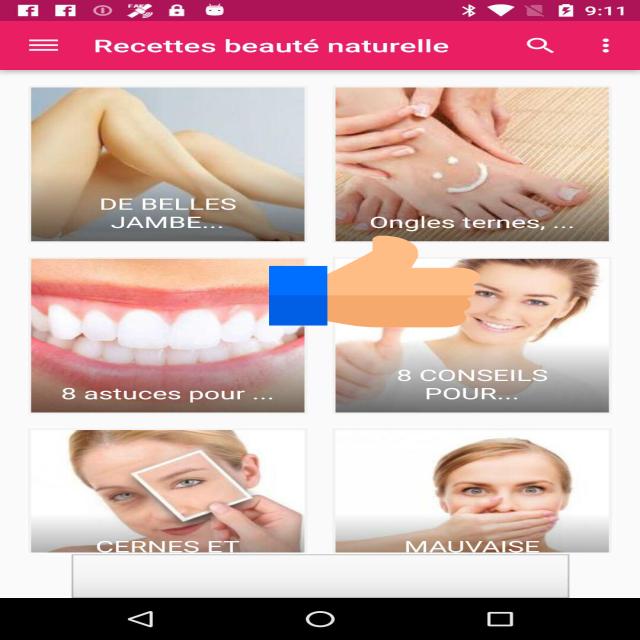 9:11
Recettes beauté naturelle
DE BELLES
JAMBE...
Ongles ternes, ...
8 astuces pour ...
8 CONSEILS
POUR...
CERNES ET
MAUVAISE